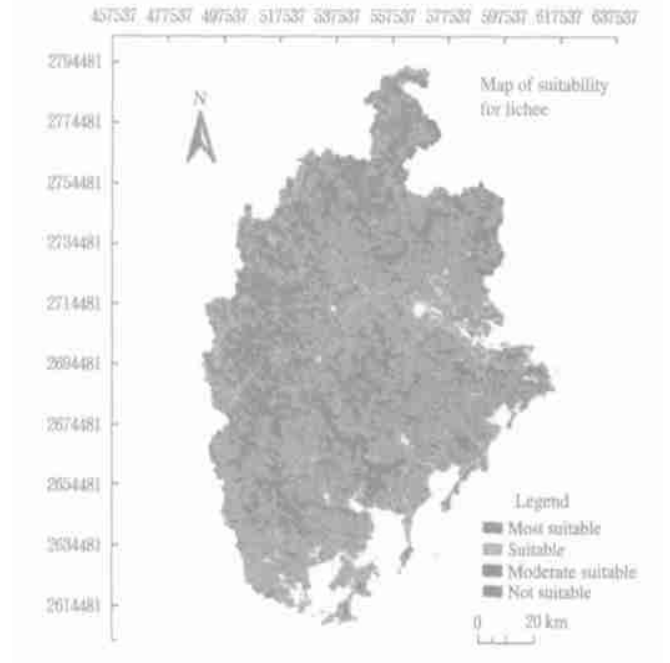 457537 477537 497537 517537 537537 557537 577537 597537 617537 637537
2794481
Map of suitability
for lichee
N
2774481
2754481
2734481
2714481
2694481
2674481
2654481
Legend
Most suitable
Suitable
2634481
Moderate suitable
Not suitable
2614481
0 20 km